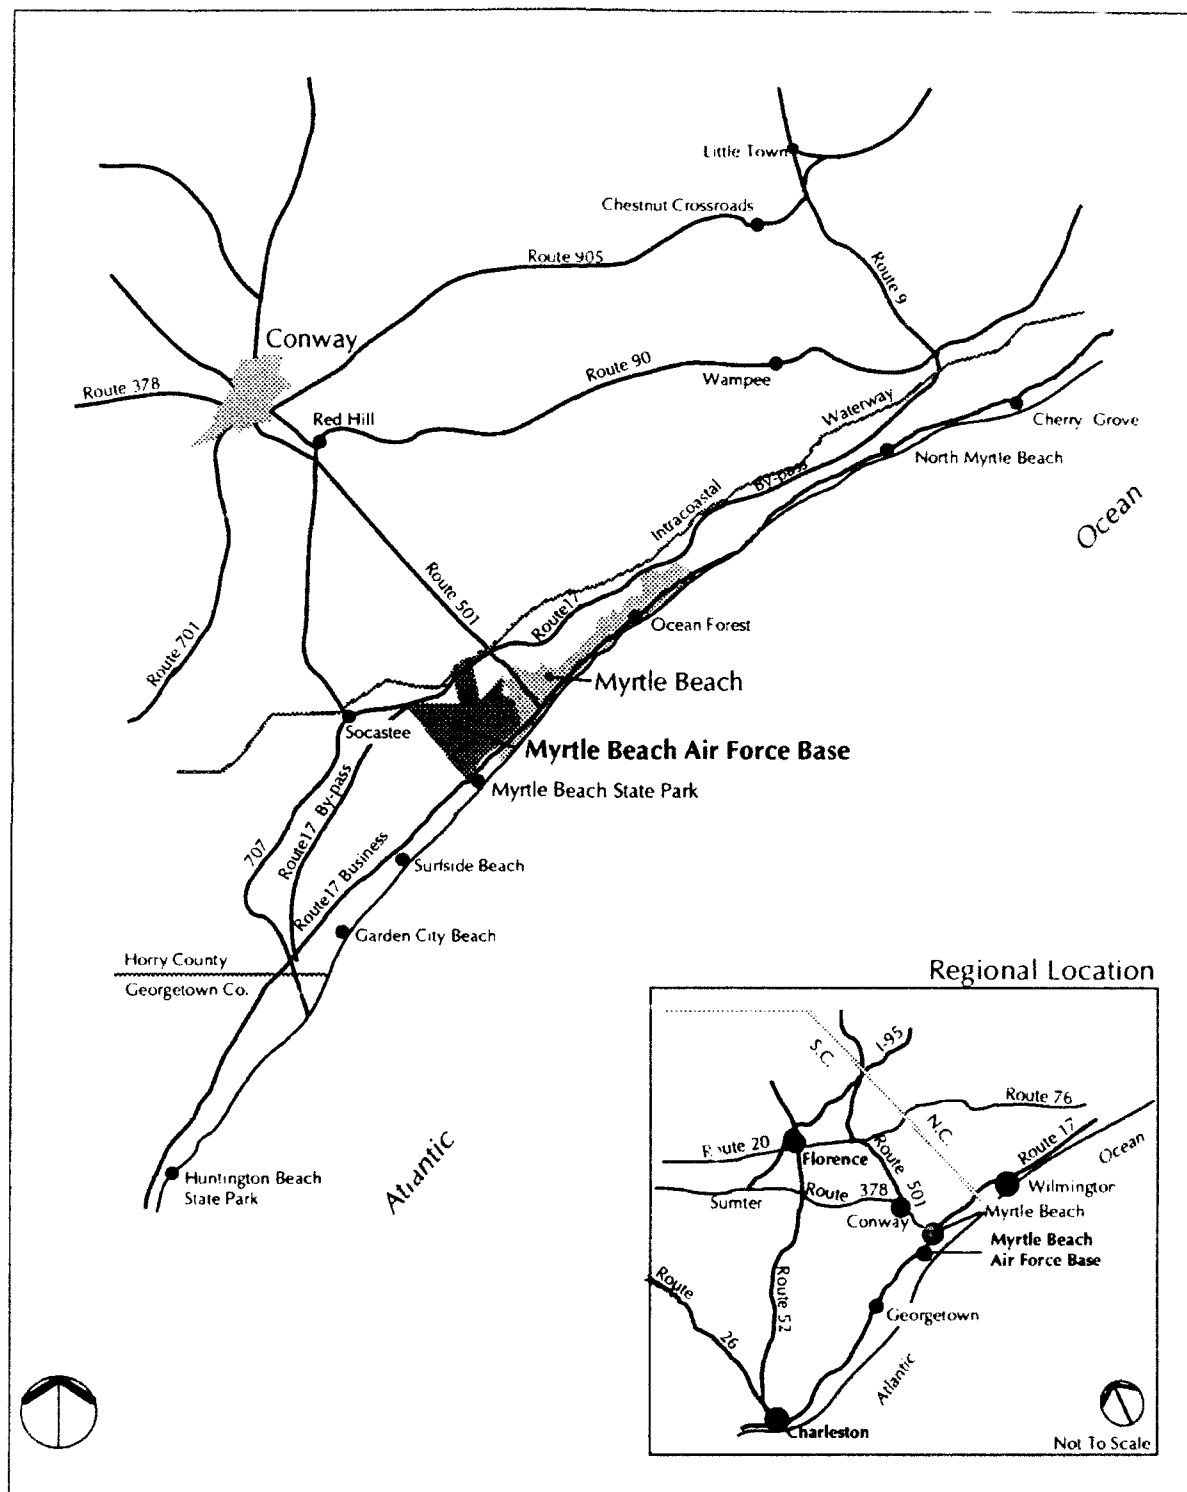 Little Town
Chestnut Crossroads
Route 905
Route 9
Conway
Route 90
Route 378
Wampee
Red Hill
Waterway
Cherry Grove
North Myrtle Beach
By-pass
Intracoastal
Ocean
Route 501
Route17
Ocean Forest
Route 701
Myrtle Beach
Socastee
Myrtle Beach Air Force Base
Myrtle Beach State Park
Route17 By-pass
707
Route17 Business
Surfside Beach
Garden City Beach
Horry County
Georgetown Co.
Huntington Beach
State Park
Atlantic
Regional Location
S.C.
I-95
Route 76
N.C.
Route 17
Ocean
Route 20
Florence
Route 501
Wilmington
Sumter
Route 378
Conway
Myrtle Beach
Myrtle Beach
Air Force Base
Route 26
Route 52
Georgetown
Atlantic
Charleston
Not To Scale